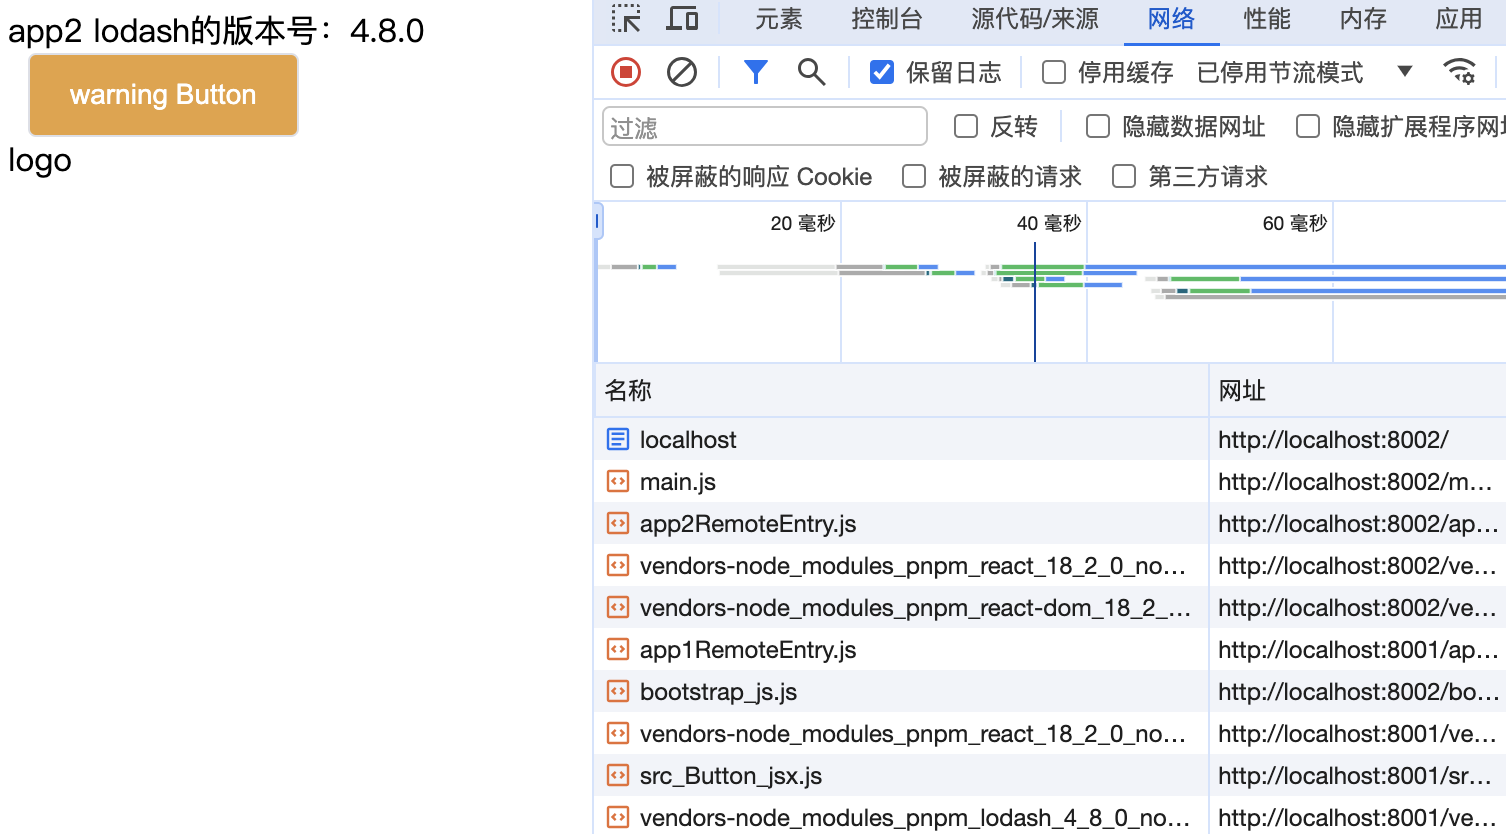 app2 lodash的版本号：4.8.0
warning Button
logo
元素 控制台 源代码/来源 网络 性能 内存 应用
保留日志 停用缓存 已停用节流模式
过滤 反转 隐藏数据网址 隐藏扩展程序网
被屏蔽的响应 Cookie 被屏蔽的请求 第三方请求
20 毫秒 40 毫秒 60 毫秒
名称 网址
localhost http://localhost:8002/
main.js http://localhost:8002/m…
app2RemoteEntry.js http://localhost:8002/ap…
vendors-node_modules_pnpm_react_18_2_0_no… http://localhost:8002/ve…
vendors-node_modules_pnpm_react-dom_18_2_… http://localhost:8002/ve…
app1RemoteEntry.js http://localhost:8001/ap…
bootstrap_js.js http://localhost:8002/bo…
vendors-node_modules_pnpm_react_18_2_0_no… http://localhost:8001/ve…
src_Button_jsx.js http://localhost:8001/sr…
vendors-node_modules_pnpm_lodash_4_8_0_no… http://localhost:8001/ve…